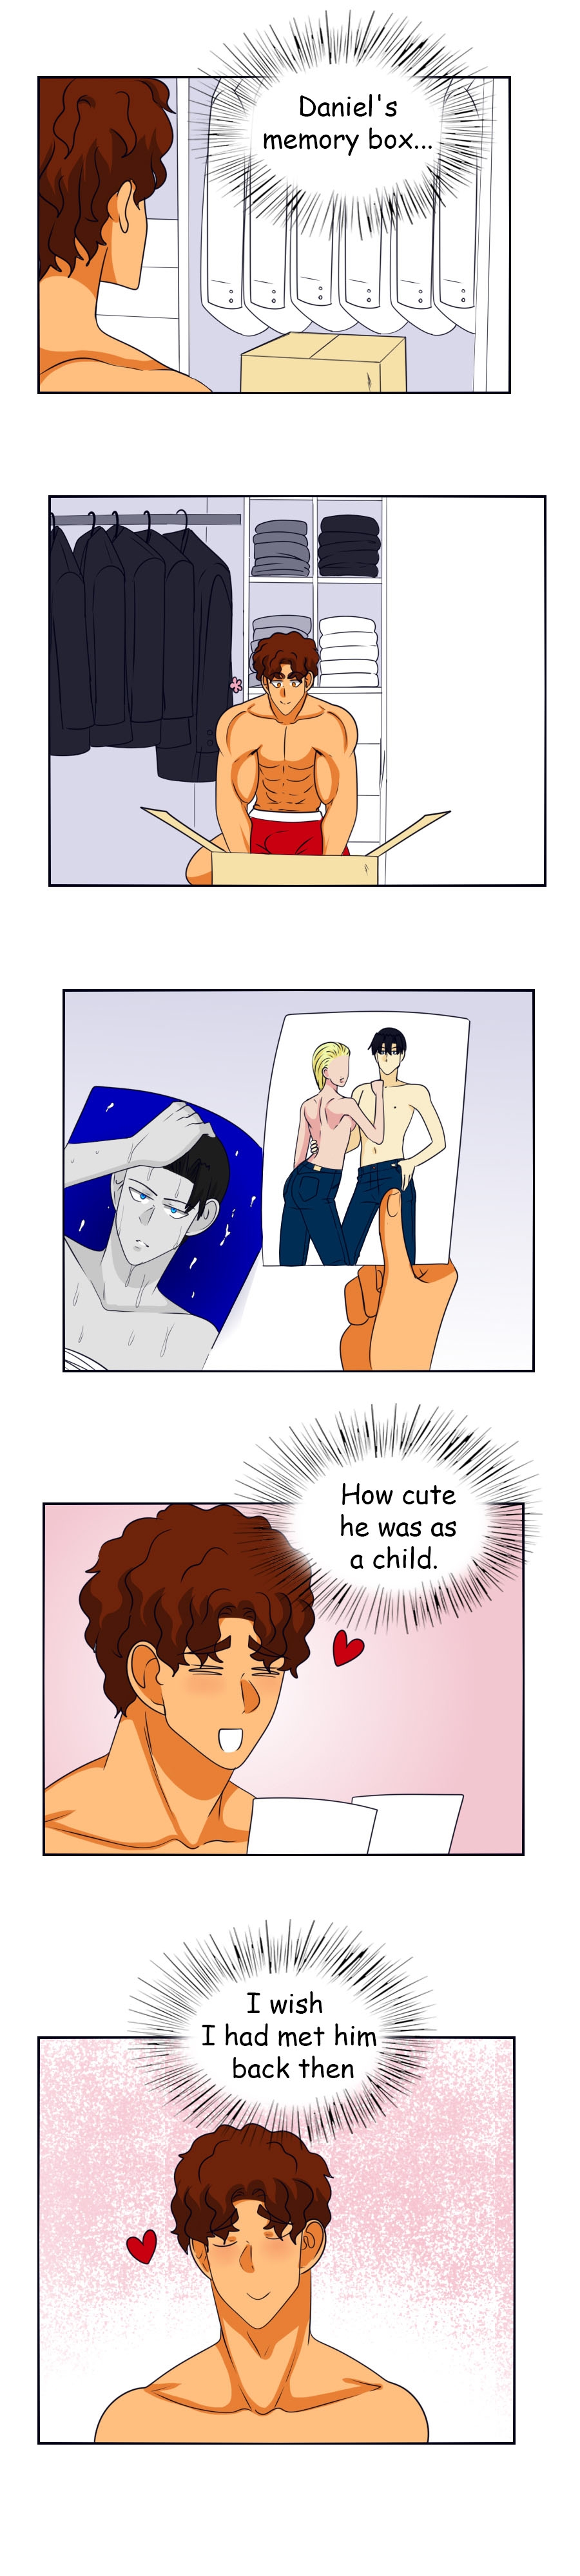 Daniel's
memory box...
How cute
he was as
a child.
I wish
I had met him
back then